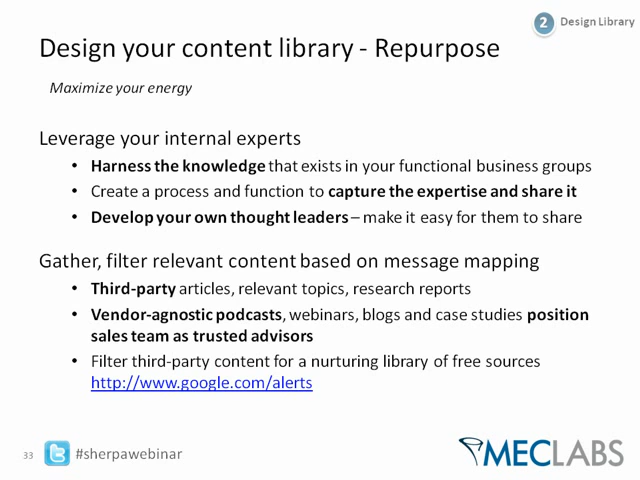 2 Design Library
Design your content library - Repurpose
Maximize your energy
Leverage your internal experts
• Harness the knowledge that exists in your functional business groups
• Create a process and function to capture the expertise and share it
• Develop your own thought leaders – make it easy for them to share
Gather, filter relevant content based on message mapping
• Third-party articles, relevant topics, research reports
• Vendor-agnostic podcasts, webinars, blogs and case studies position
sales team as trusted advisors
• Filter third-party content for a nurturing library of free sources
http://www.google.com/alerts
33 #sherpawebinar
MECLABS